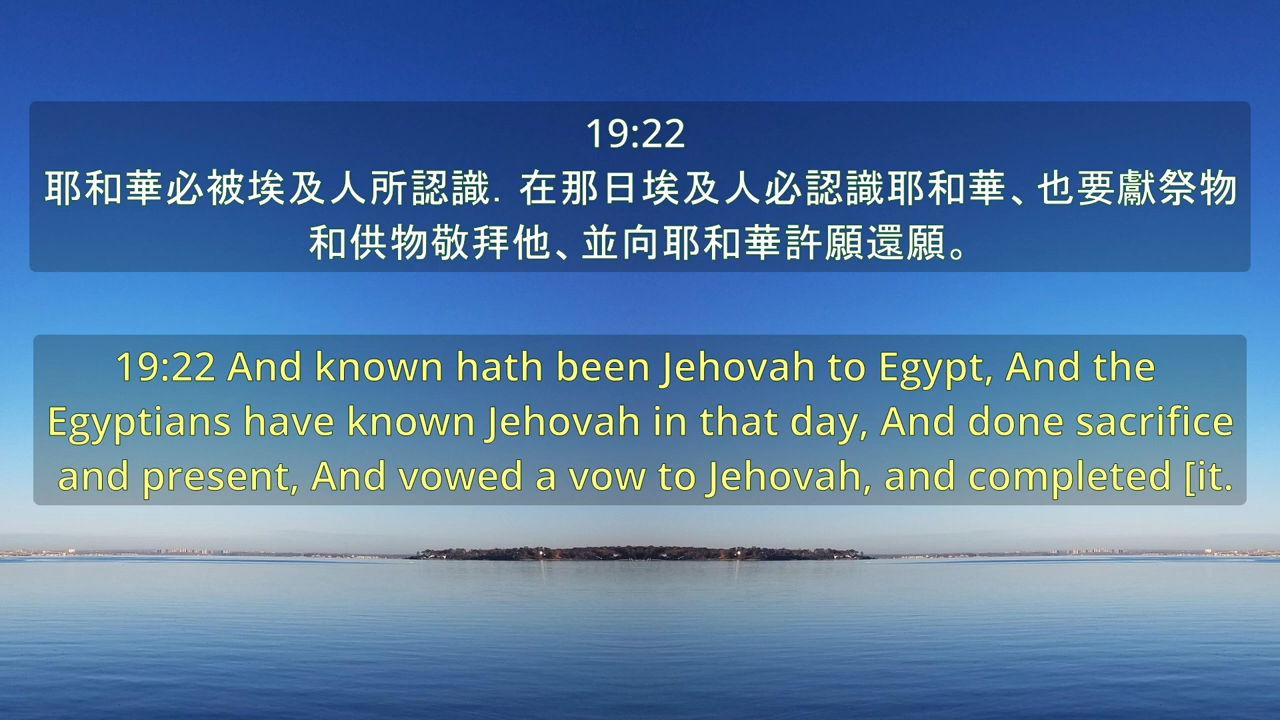 19:22
耶和華必被埃及人所認識．在那日埃及人必認識耶和華、也要獻祭物
和供物敬拜他、並向耶和華許願還願。
19:22 And known hath been Jehovah to Egypt, And the
Egyptians have known Jehovah in that day, And done sacrifice
and present, And vowed a vow to Jehovah, and completed [it.